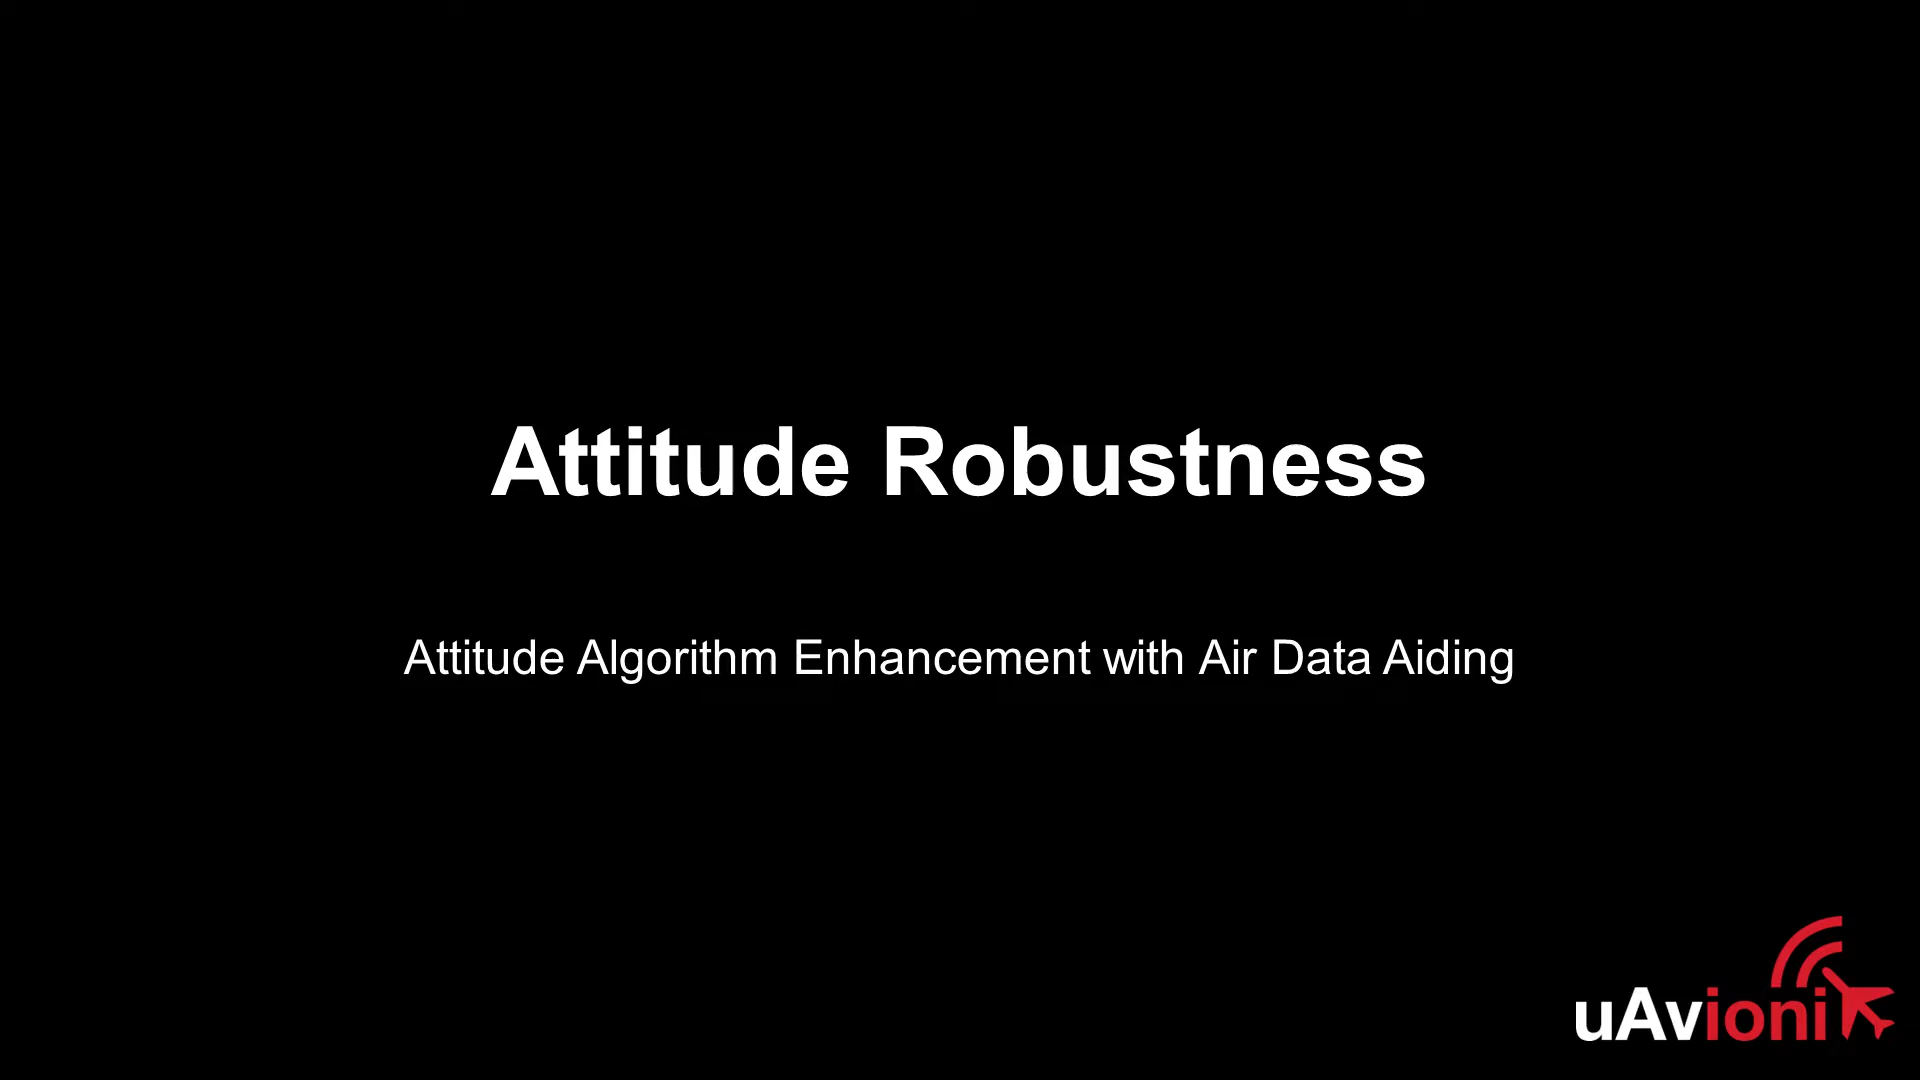 Attitude Robustness
Attitude Algorithm Enhancement with Air Data Aiding
uAvionix